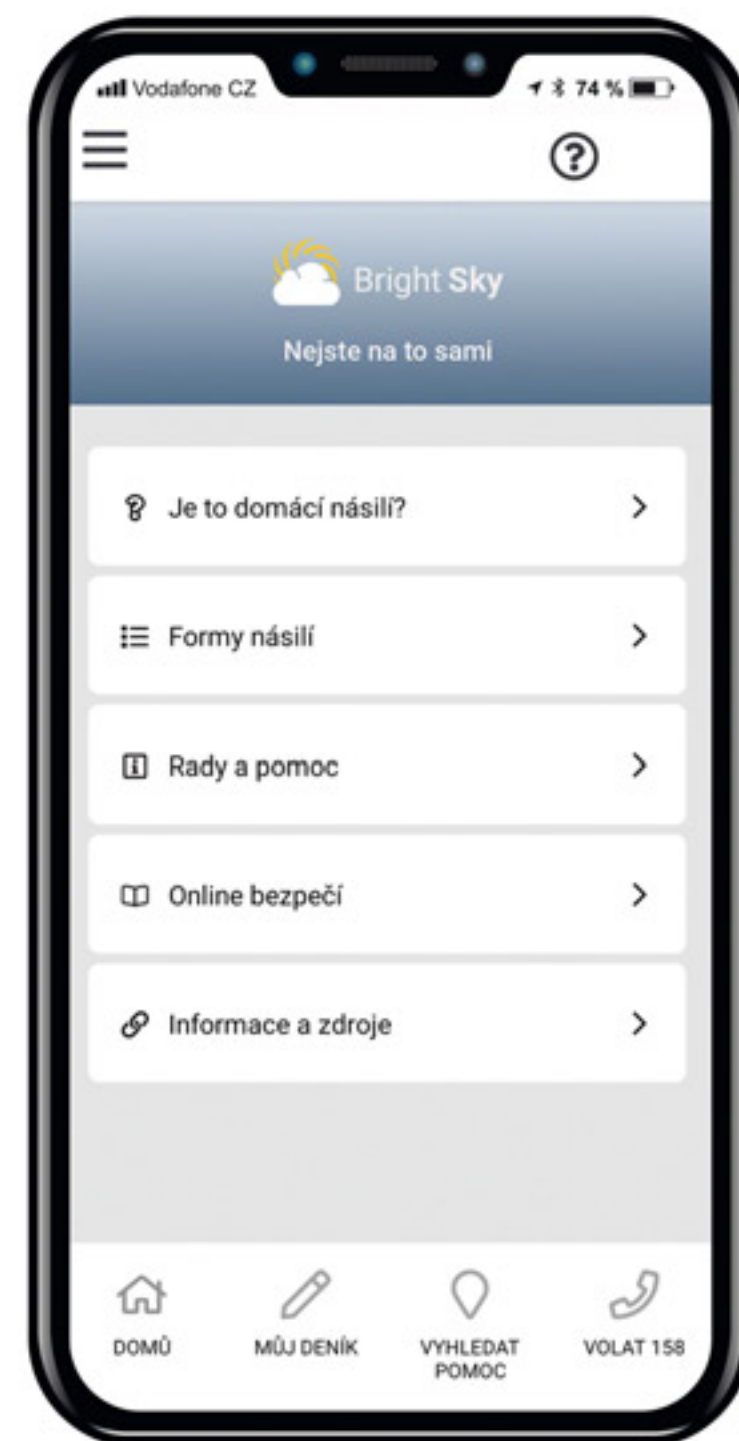 Vodafone CZ
74 %
Bright Sky
Nejste na to sami
Je to domácí násilí?
Formy násilí
Rady a pomoc
Online bezpečí
Informace a zdroje
DOMŮ
MŮJ DENÍK
VYHLEDAT
POMOC
VOLAT 158